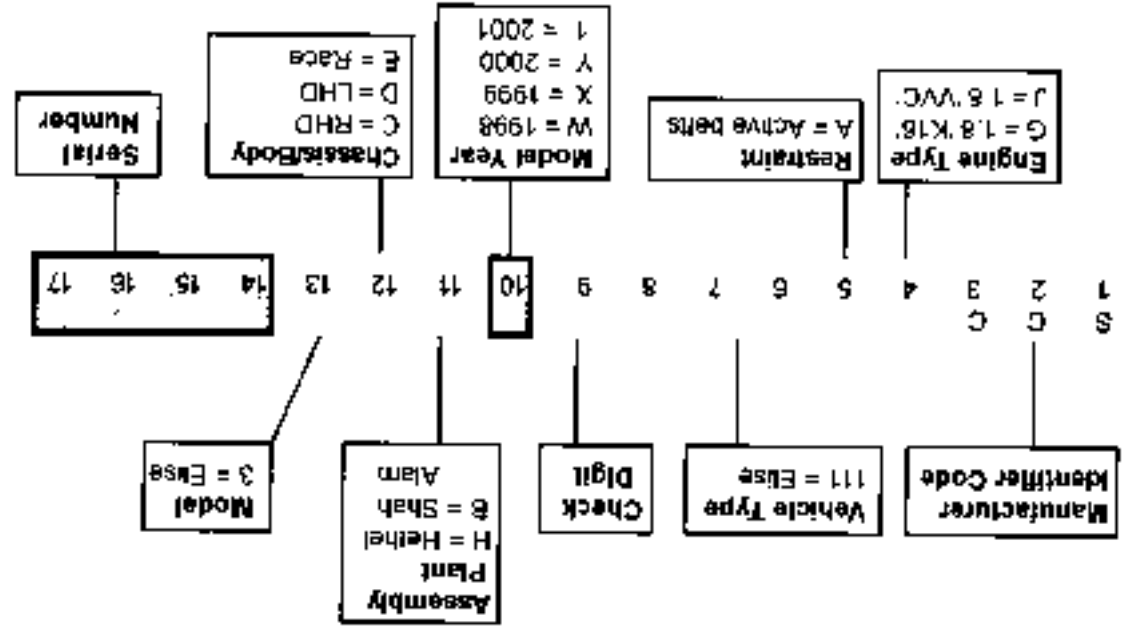 Manufacturer
Identifier Code
Vehicle Type
111 = Elise
Check
Digit
Assembly
Plant
H = Hethel
B = Shah
Alam
Model
3 = Elise
S C C
1 2 3 4 5 6 7 8 9 10 11 12 13 14 15 16 17
Engine Type
G = 1.8 'K16'
J = 1.8 'VVC'
Restraint
A = Active belts
Model Year
W = 1998
X = 1999
Y = 2000
1 = 2001
Chassis/Body
C = RHD
D = LHD
E = Race
Serial
Number